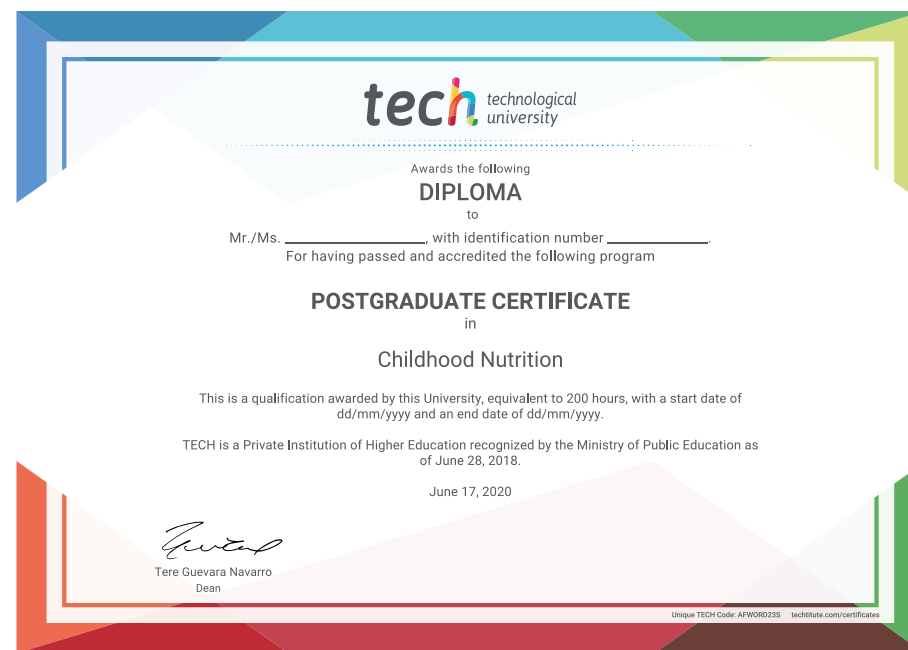 tech technological
university
Awards the following
DIPLOMA
to
Mr./Ms. ________________, with identification number ____________.
For having passed and accredited the following program
POSTGRADUATE CERTIFICATE
in
Childhood Nutrition
This is a qualification awarded by this University, equivalent to 200 hours, with a start date of
dd/mm/yyyy and an end date of dd/mm/yyyy.
TECH is a Private Institution of Higher Education recognized by the Ministry of Public Education as
of June 28, 2018.
June 17, 2020
Tere Guevara Navarro
Dean
Unique TECH Code: AFWORD23S techtitute.com/certificates